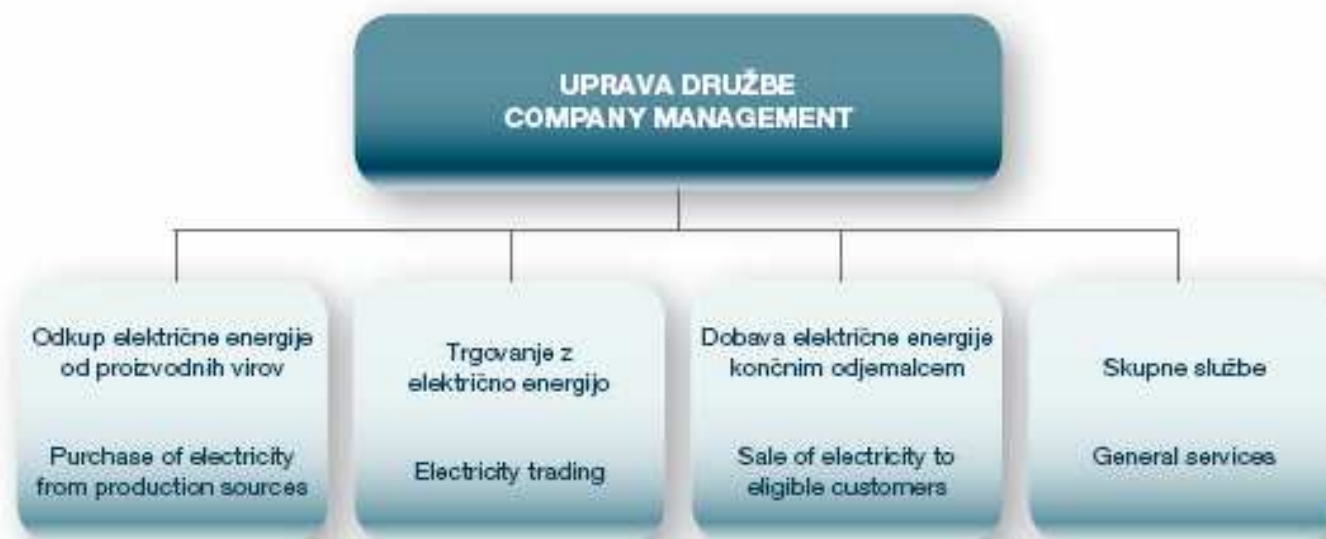 UPRAVA DRUŽBE
COMPANY MANAGEMENT
Odkup električne energije
od proizvodnih virov
Purchase of electricity
from production sources
Trgovanje z
električno energijo
Electricity trading
Dobava električne energije
končnim odjemalcem
Sale of electricity to
eligible customers
Skupne službe
General services